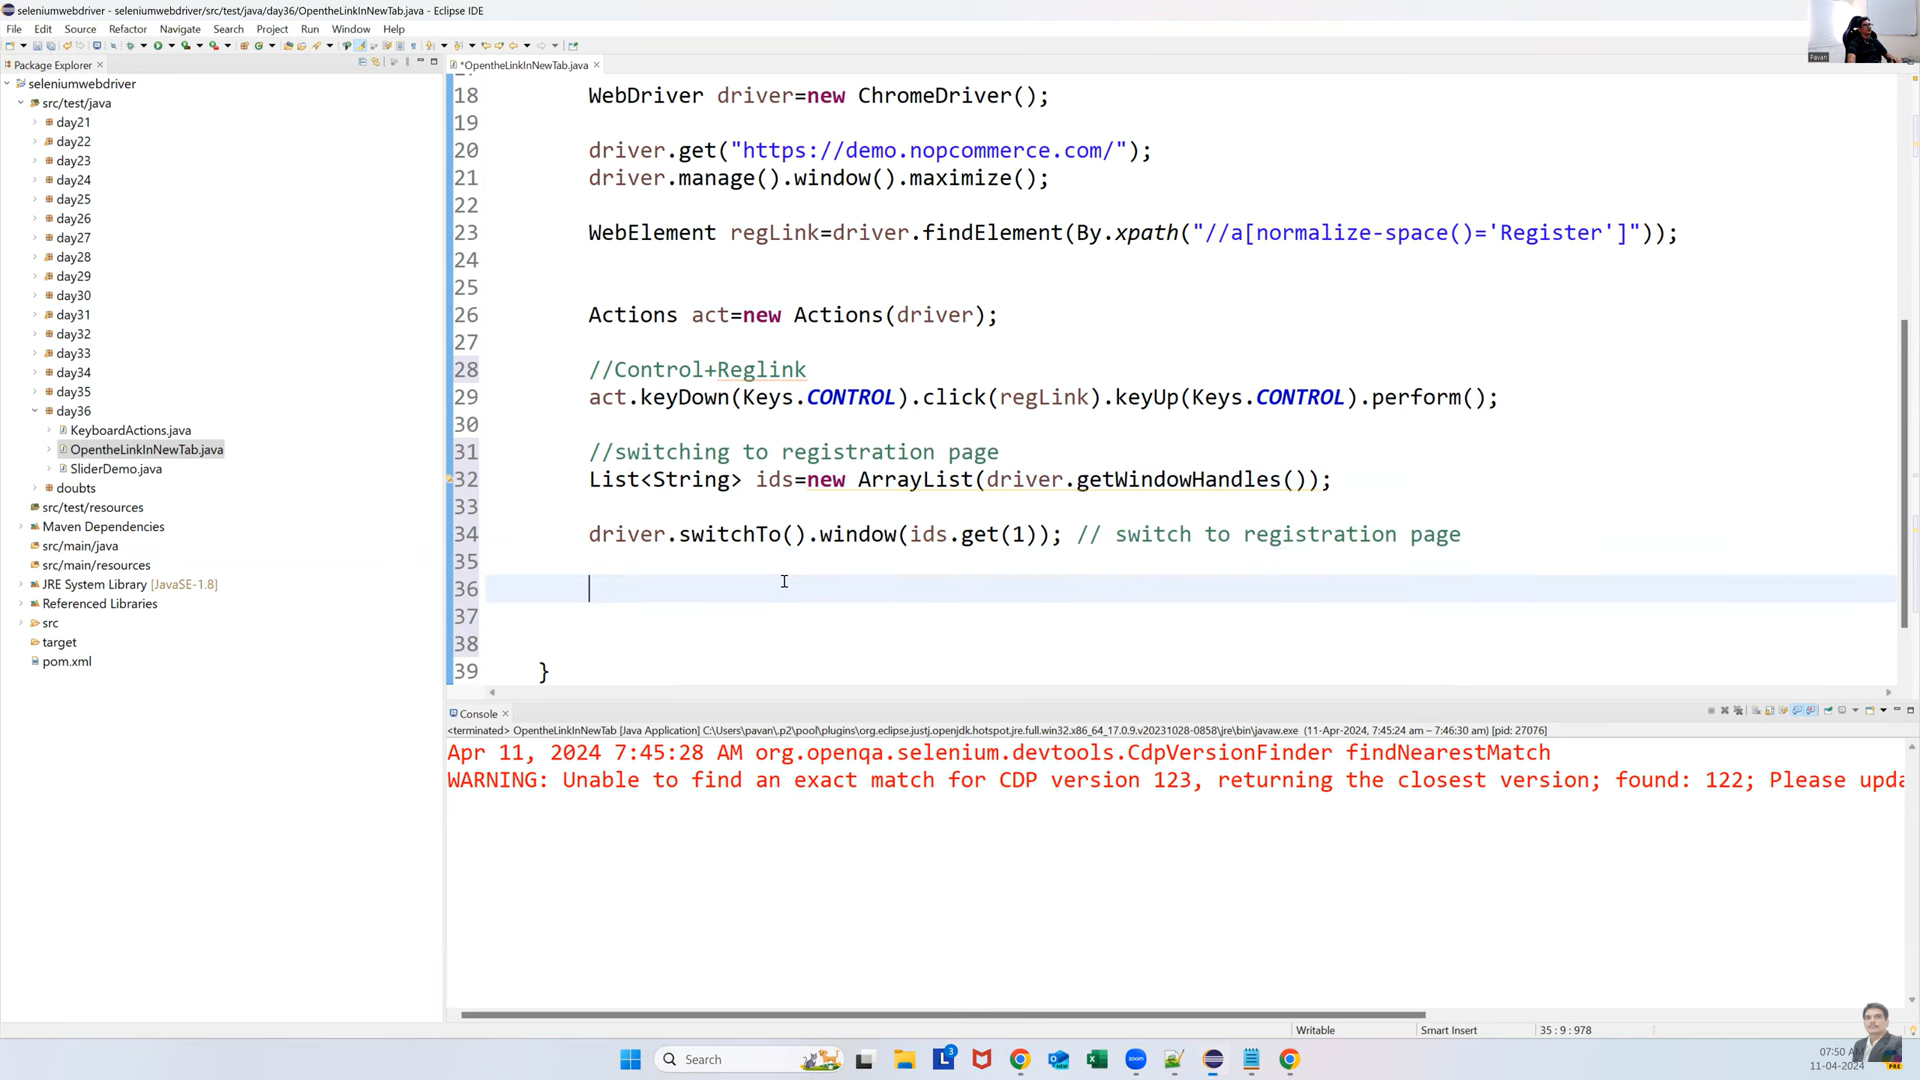 seleniumwebdriver - seleniumwebdriver/src/test/java/day36/OpentheLinkInNewTab.java - Eclipse IDE
File Edit Source Refactor Navigate Search Project Run Window Help
Package Explorer
*OpentheLinkInNewTab.java
seleniumwebdriver
src/test/java
day21
day22
day23
day24
day25
day26
day27
day28
day29
day30
day31
day32
day33
day34
day35
day36
KeyboardActions.java
OpentheLinkInNewTab.java
SliderDemo.java
doubts
src/test/resources
Maven Dependencies
src/main/java
src/main/resources
JRE System Library [JavaSE-1.8]
Referenced Libraries
src
target
pom.xml
18 WebDriver driver=new ChromeDriver();
19
20 driver.get("https://demo.nopcommerce.com/");
21 driver.manage().window().maximize();
22
23 WebElement regLink=driver.findElement(By.xpath("//a[normalize-space()='Register']"));
24
25
26 Actions act=new Actions(driver);
27
28 //Control+Reglink
29 act.keyDown(Keys.CONTROL).click(regLink).keyUp(Keys.CONTROL).perform();
30
31 //switching to registration page
32 List<String> ids=new ArrayList(driver.getWindowHandles());
33
34 driver.switchTo().window(ids.get(1)); // switch to registration page
35
36
37
38
39 }
Console
<terminated> OpentheLinkInNewTab [Java Application] C:\Users\pavan\.p2\pool\plugins\org.eclipse.justj.openjdk.hotspot.jre.full.win32.x86_64_17.0.9.v20231028-0858\jre\bin\javaw.exe (11-Apr-2024, 7:45:24 am – 7:46:30 am) [pid: 27076]
Apr 11, 2024 7:45:28 AM org.openqa.selenium.devtools.CdpVersionFinder findNearestMatch
WARNING: Unable to find an exact match for CDP version 123, returning the closest version; found: 122; Please upda
Writable Smart Insert 35 : 9 : 978
Search
zoom
07:50 AM
11-04-2024
Pavan